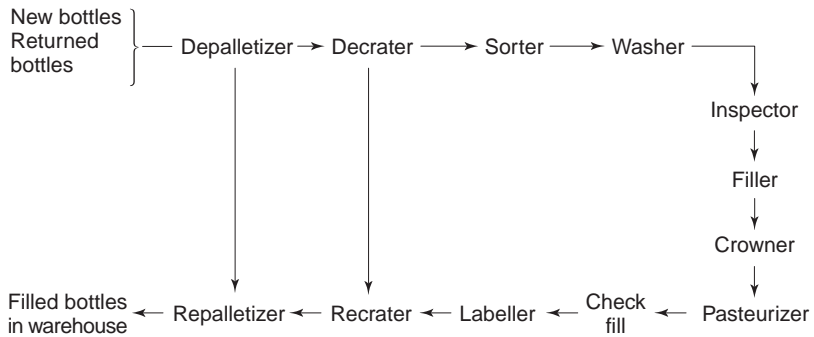 New bottles
Returned
bottles
Depalletizer
Decrater
Sorter
Washer
Inspector
Filler
Crowner
Pasteurizer
Check
fill
Labeller
Recrater
Repalletizer
Filled bottles
in warehouse